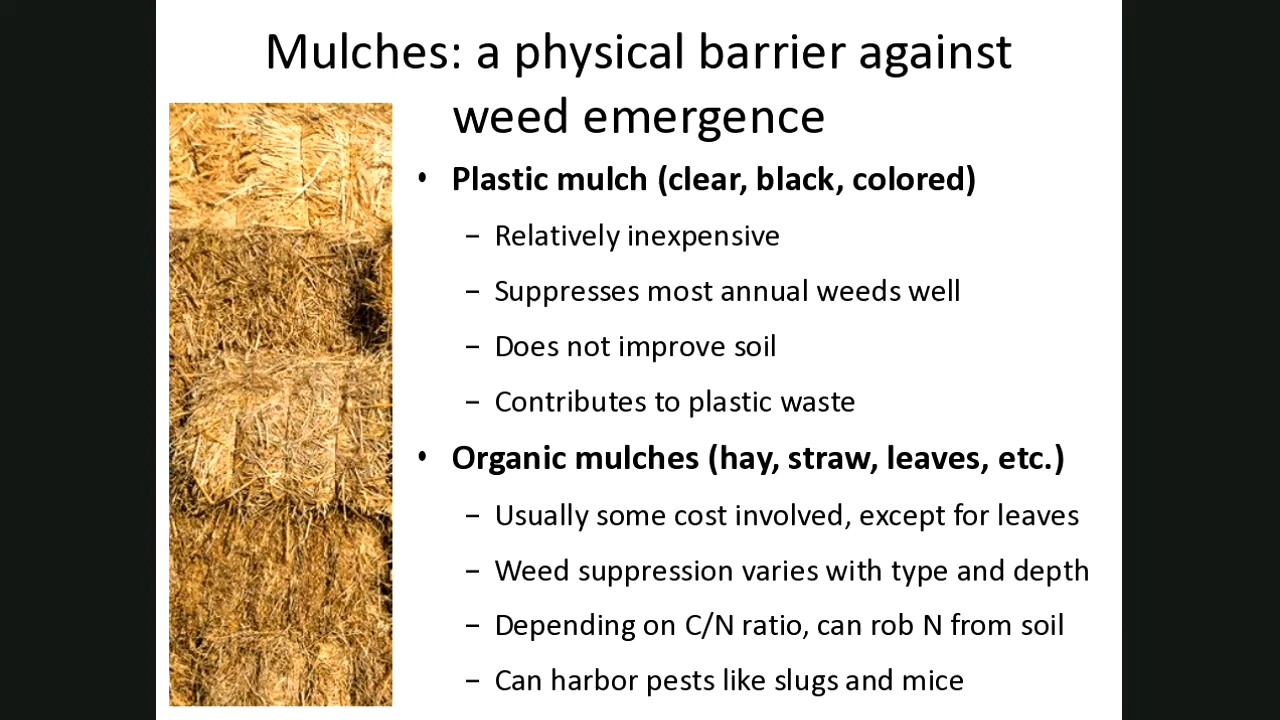 Mulches: a physical barrier against
weed emergence
• Plastic mulch (clear, black, colored)
– Relatively inexpensive
– Suppresses most annual weeds well
– Does not improve soil
– Contributes to plastic waste
• Organic mulches (hay, straw, leaves, etc.)
– Usually some cost involved, except for leaves
– Weed suppression varies with type and depth
– Depending on C/N ratio, can rob N from soil
– Can harbor pests like slugs and mice